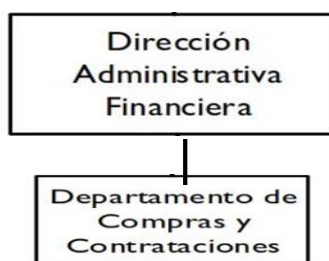 Dirección
Administrativa
Financiera
Departamento de
Compras y
Contrataciones